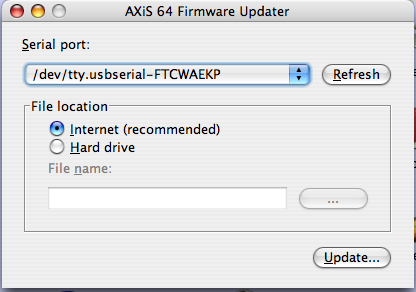 AXiS 64 Firmware Updater
Serial port:
/dev/tty.usbserial-FTCWAEKP
Refresh
File location
Internet (recommended)
Hard drive
File name:
...
Update...